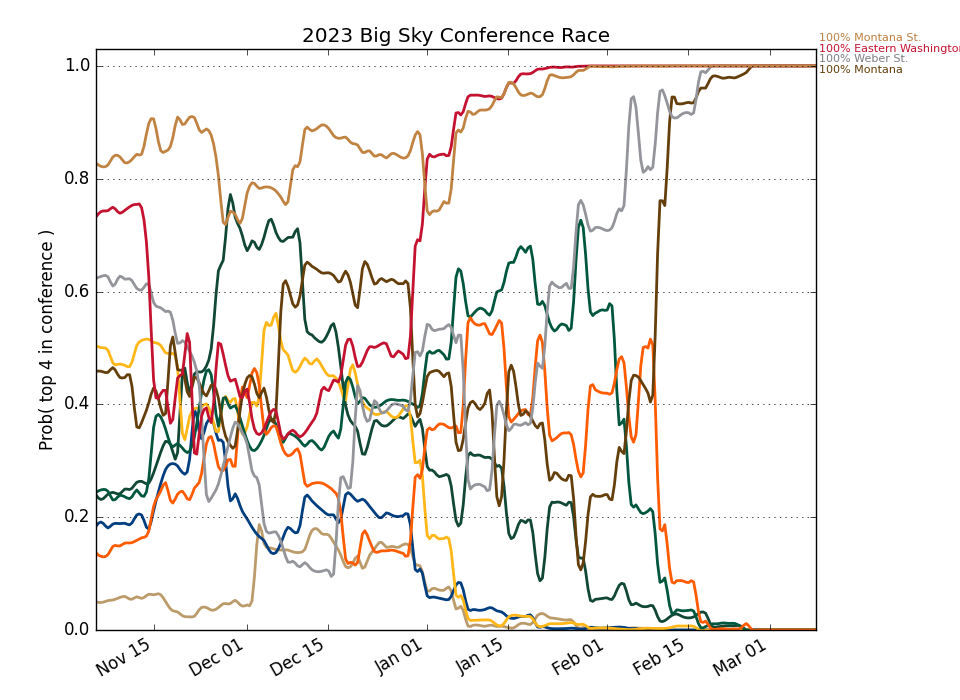 2023 Big Sky Conference Race
100% Montana St.
100% Eastern Washington
100% Weber St.
100% Montana
Prob( top 4 in conference )
1.0
0.8
0.6
0.4
0.2
0.0
Nov 15
Dec 01
Dec 15
Jan 01
Jan 15
Feb 01
Feb 15
Mar 01